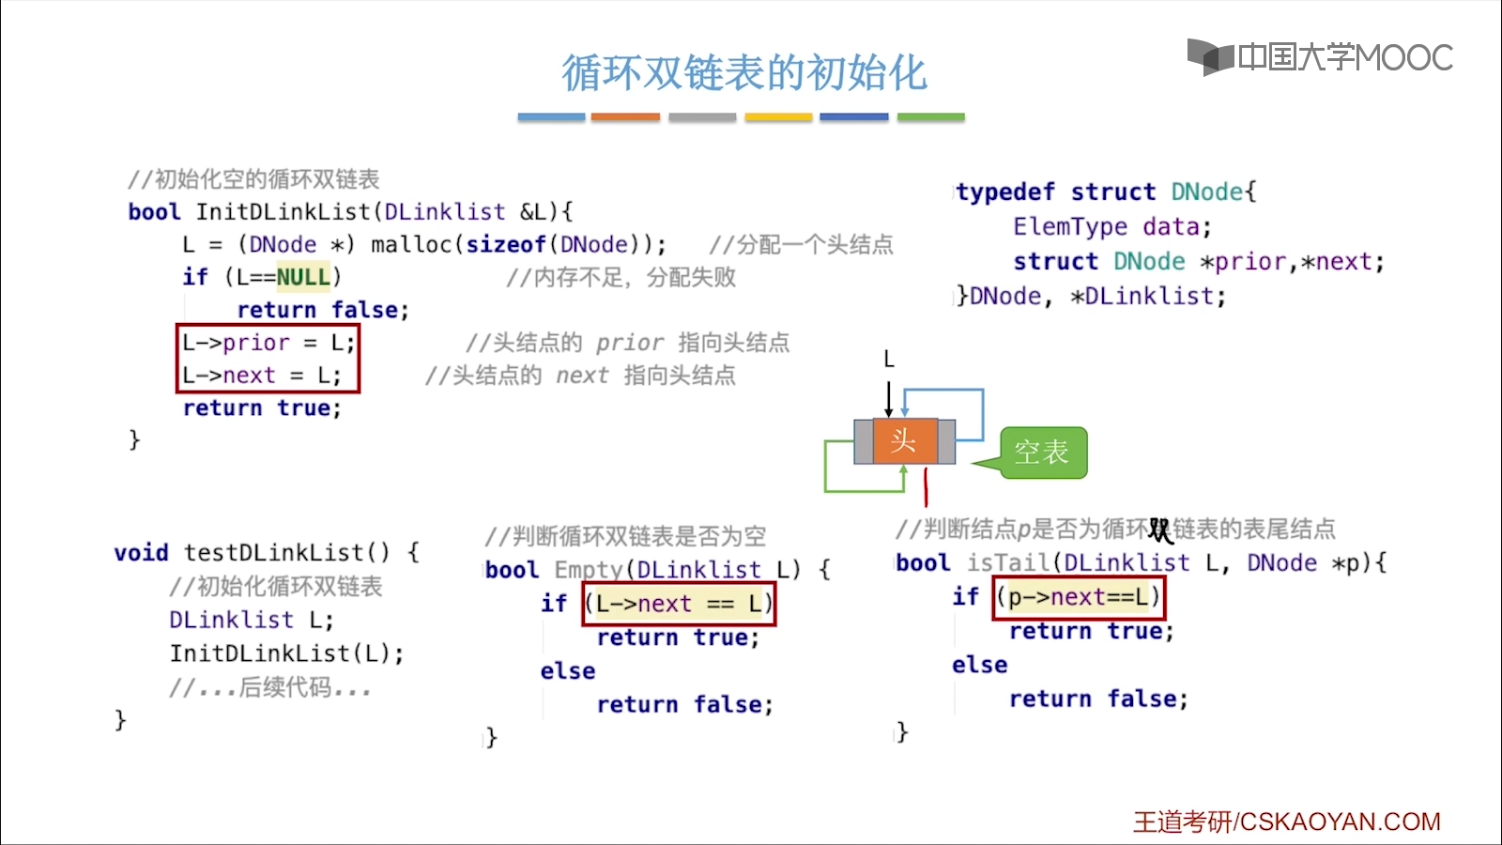 循环双链表的初始化
中国大学MOOC
//初始化空的循环双链表
bool InitDLinkList(DLinklist &L){
L = (DNode *) malloc(sizeof(DNode)); //分配一个头结点
if (L==NULL) //内存不足，分配失败
return false;
L->prior = L; //头结点的 prior 指向头结点
L->next = L; //头结点的 next 指向头结点
return true;
}
typedef struct DNode{
ElemType data;
struct DNode *prior,*next;
}DNode, *DLinklist;
L
头
空表
void testDLinkList() {
//初始化循环双链表
DLinklist L;
InitDLinkList(L);
//...后续代码...
}
//判断循环双链表是否为空
bool Empty(DLinklist L) {
if (L->next == L)
return true;
else
return false;
}
//判断结点p是否为循环双链表的表尾结点
bool isTail(DLinklist L, DNode *p){
if (p->next==L)
return true;
else
return false;
}
王道考研/CSKAOYAN.COM